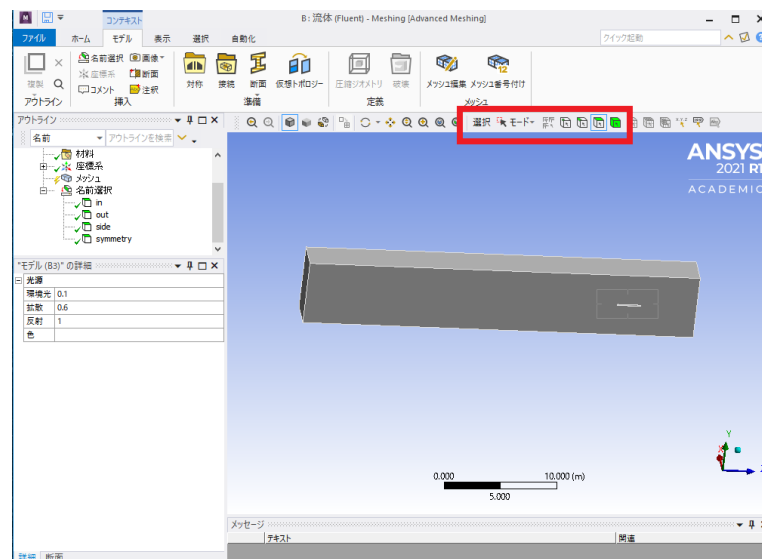 コンテキスト
B : 流体 (Fluent) - Meshing [Advanced Meshing]
ファイル ホーム モデル 表示 選択 自動化
クイック起動
複製
アウトライン
名前選択 画像
座標系 断面
コメント 注釈
挿入
対称 接続 断面 仮想トポロジー
準備
圧縮ジオメトリ 破棄
定義
メッシュ編集 メッシュ番号付け
メッシュ
アウトライン
名前 アウトラインを検索
材料
座標系
メッシュ
名前選択
in
out
side
symmetry
"モデル (B3)" の詳細
光源
環境光 0.1
拡散 0.6
反射 1
色
詳細 断面
選択 モード
ANSYS
2021 R1
ACADEMIC
Y
Z
0.000 10.000 (m)
5.000
メッセージ
テキスト 関連